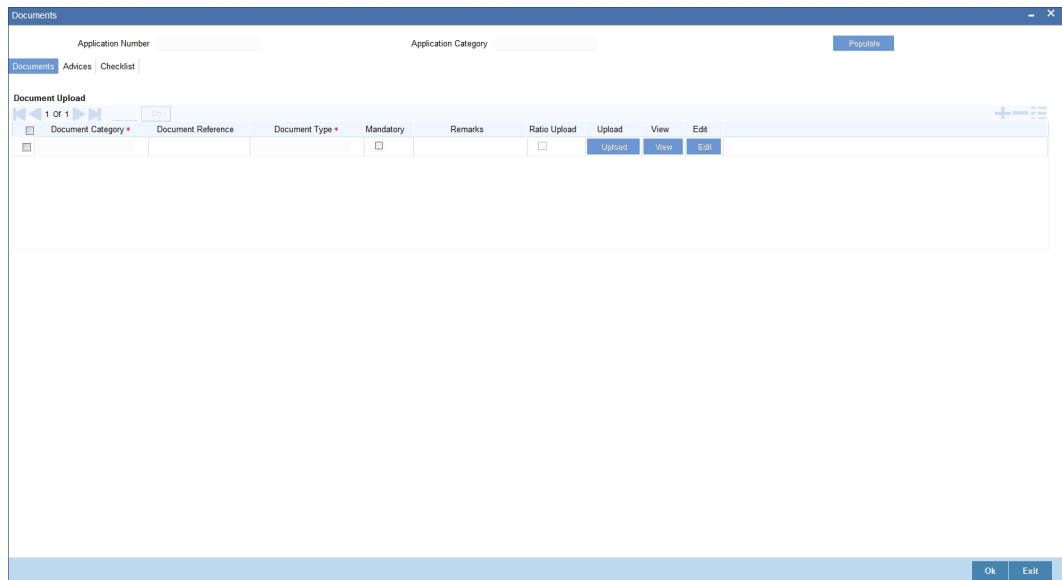 Documents
Application Number Application Category Populate
Documents Advices Checklist
Document Upload
1 Of 1 Go
Document Category * Document Reference Document Type * Mandatory Remarks Ratio Upload Upload View Edit
Upload View Edit
Ok Exit